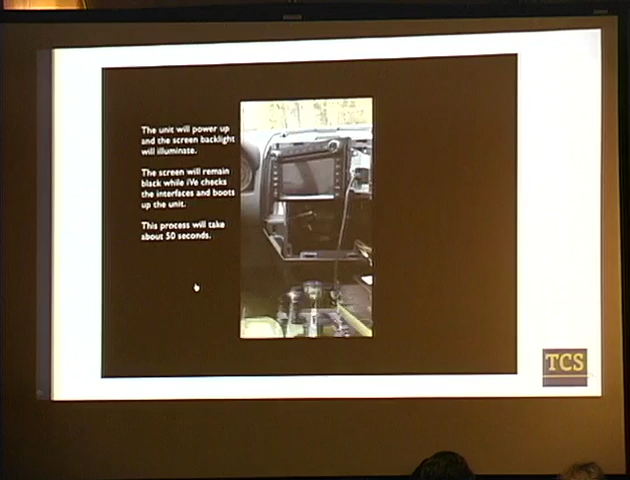 The unit will power up
and the screen backlight
will illuminate.
The screen will remain
black while iVe checks
the interfaces and boots
up the unit.
This process will take
about 50 seconds.
TCS